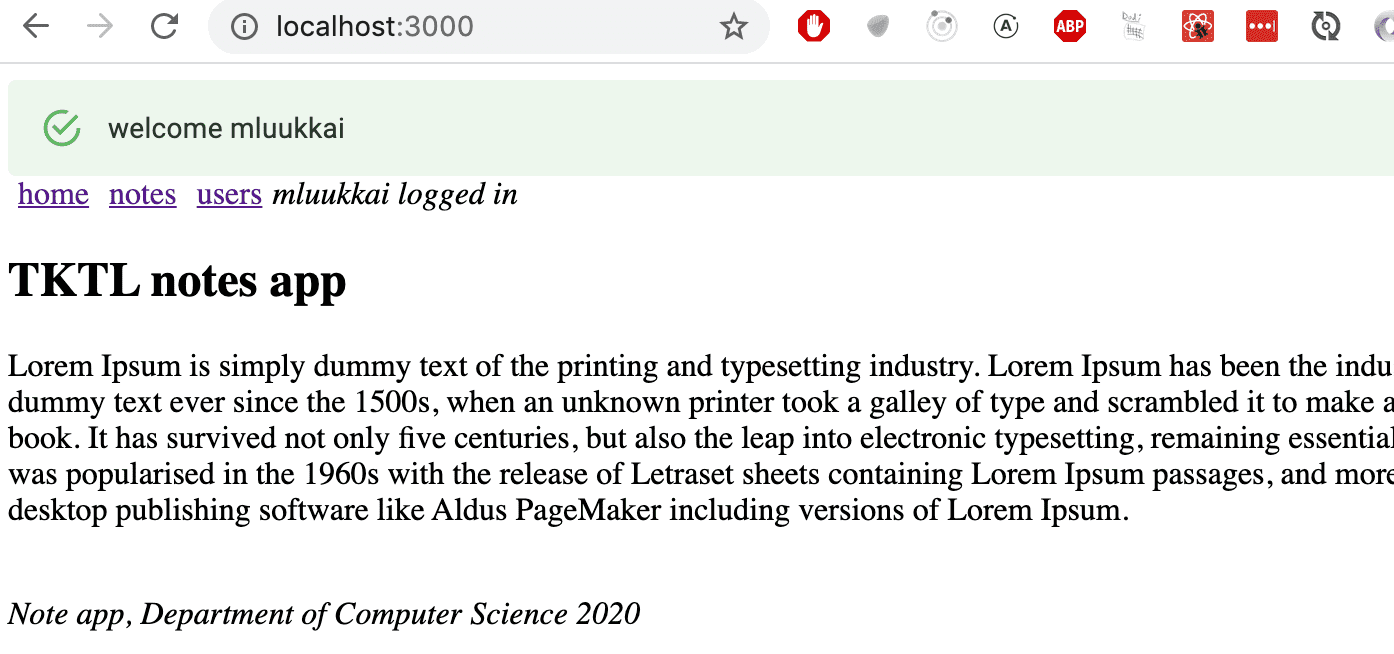 localhost:3000
ABP
welcome mluukkai
home notes users mluukkai logged in
TKTL notes app
Lorem Ipsum is simply dummy text of the printing and typesetting industry. Lorem Ipsum has been the indu
dummy text ever since the 1500s, when an unknown printer took a galley of type and scrambled it to make a
book. It has survived not only five centuries, but also the leap into electronic typesetting, remaining essential
was popularised in the 1960s with the release of Letraset sheets containing Lorem Ipsum passages, and more
desktop publishing software like Aldus PageMaker including versions of Lorem Ipsum.
Note app, Department of Computer Science 2020